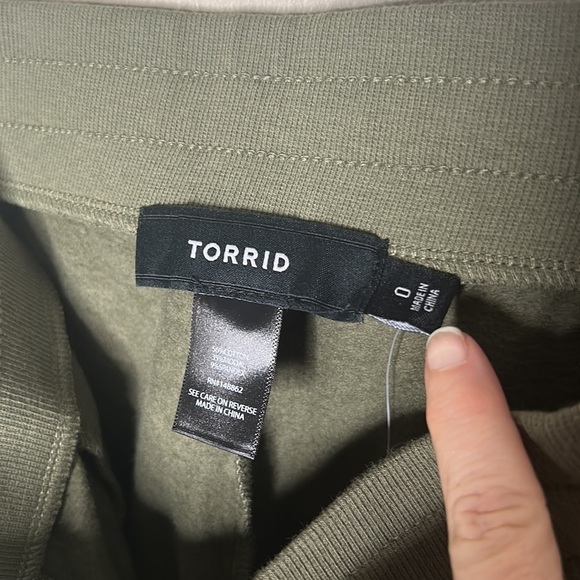 TORRID
0
MADE IN
CHINA
RN#148862
SEE CARE ON REVERSE
MADE IN CHINA